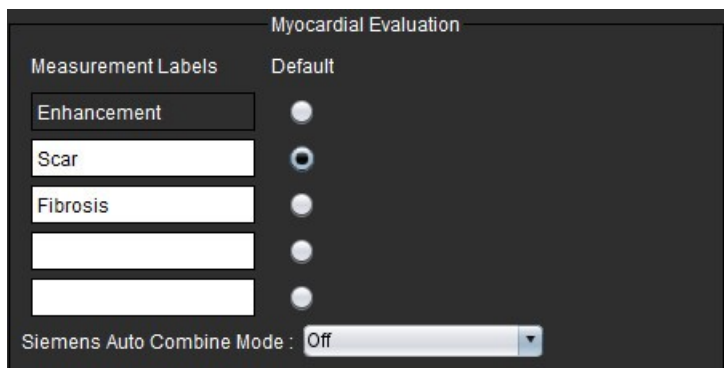 Myocardial Evaluation
Measurement Labels Default
Enhancement
Scar
Fibrosis
Siemens Auto Combine Mode : Off